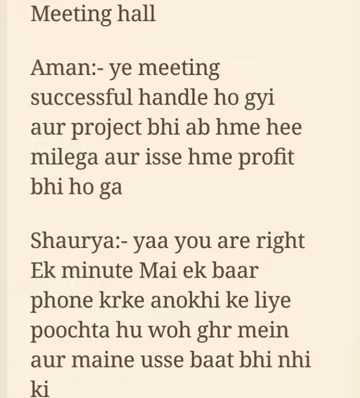 Meeting hall
Aman:- ye meeting
successful handle ho gyi
aur project bhi ab hme hee
milega aur isse hme profit
bhi ho ga
Shaurya:- yaa you are right
Ek minute Mai ek baar
phone krke anokhi ke liye
poochta hu woh ghr mein
aur maine usse baat bhi nhi
ki